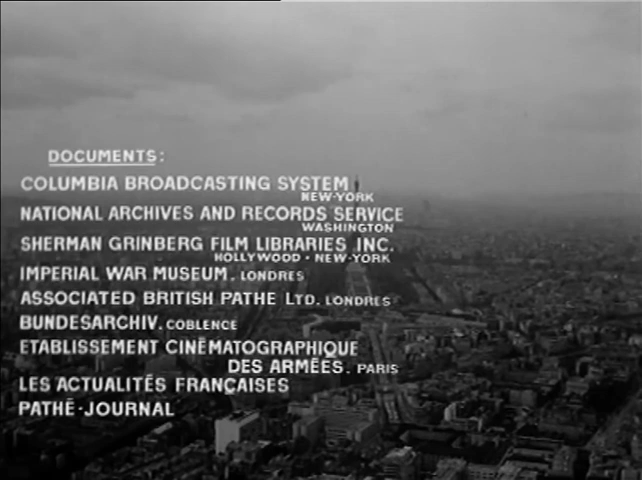 DOCUMENTS:
COLUMBIA BROADCASTING SYSTEM
NEW-YORK
NATIONAL ARCHIVES AND RECORDS SERVICE
WASHINGTON
SHERMAN GRINBERG FILM LIBRARIES INC.
HOLLYWOOD • NEW-YORK
IMPERIAL WAR MUSEUM. LONDRES
ASSOCIATED BRITISH PATHE LTD. LONDRES
BUNDESARCHIV. COBLENCE
ETABLISSEMENT CINÉMATOGRAPHIQUE
DES ARMÉES. PARIS
LES ACTUALITÉS FRANÇAISES
PATHÉ-JOURNAL